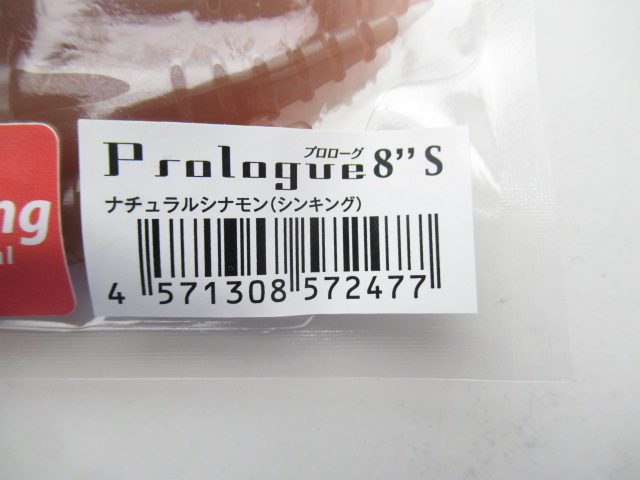 プロローグ
Prologue 8" S
ナチュラルシナモン(シンキング)
ng
al
4 571308 572477